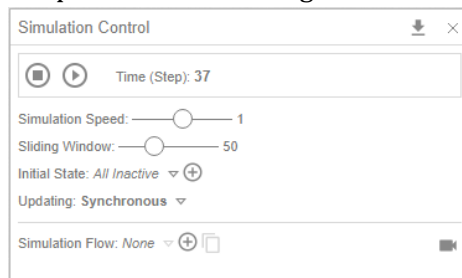 Simulation Control
Time (Step): 37
Simulation Speed: 1
Sliding Window: 50
Initial State: All Inactive
Updating: Synchronous
Simulation Flow: None